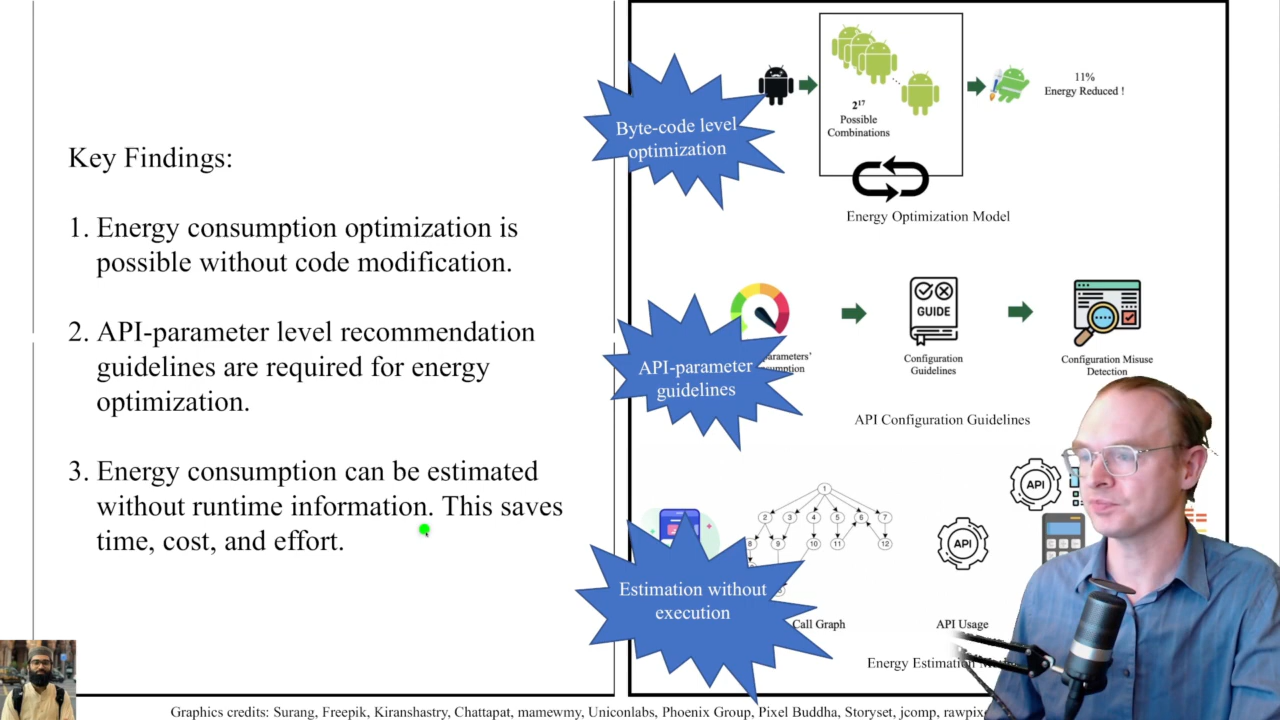 Key Findings:
1. Energy consumption optimization is
possible without code modification.
2. API-parameter level recommendation
guidelines are required for energy
optimization.
3. Energy consumption can be estimated
without runtime information. This saves
time, cost, and effort.
Byte-code level
optimization
2¹⁷
Possible
Combinations
11%
Energy Reduced !
Energy Optimization Model
API-parameter
guidelines
GUIDE
Configuration
Guidelines
Configuration Misuse
Detection
API Configuration Guidelines
Estimation without
execution
1
2 3 4 5 6 7
8 9 10 11 12
Call Graph
API
API Usage
API
Energy Estimation
Graphics credits: Surang, Freepik, Kiranshastry, Chattapat, mamewmy, Uniconlabs, Phoenix Group, Pixel Buddha, Storyset, jcomp,